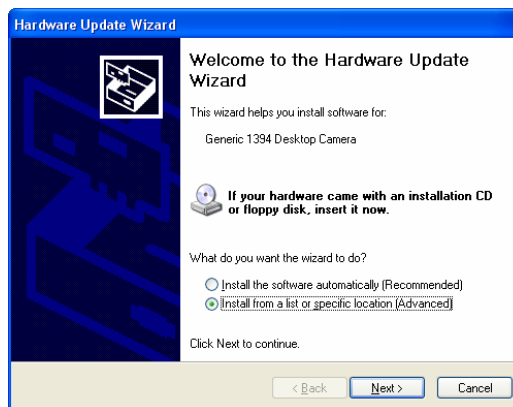 Hardware Update Wizard
Welcome to the Hardware Update
Wizard
This wizard helps you install software for:
Generic 1394 Desktop Camera
If your hardware came with an installation CD
or floppy disk, insert it now.
What do you want the wizard to do?
Install the software automatically (Recommended)
Install from a list or specific location (Advanced)
Click Next to continue.
< Back
Next >
Cancel